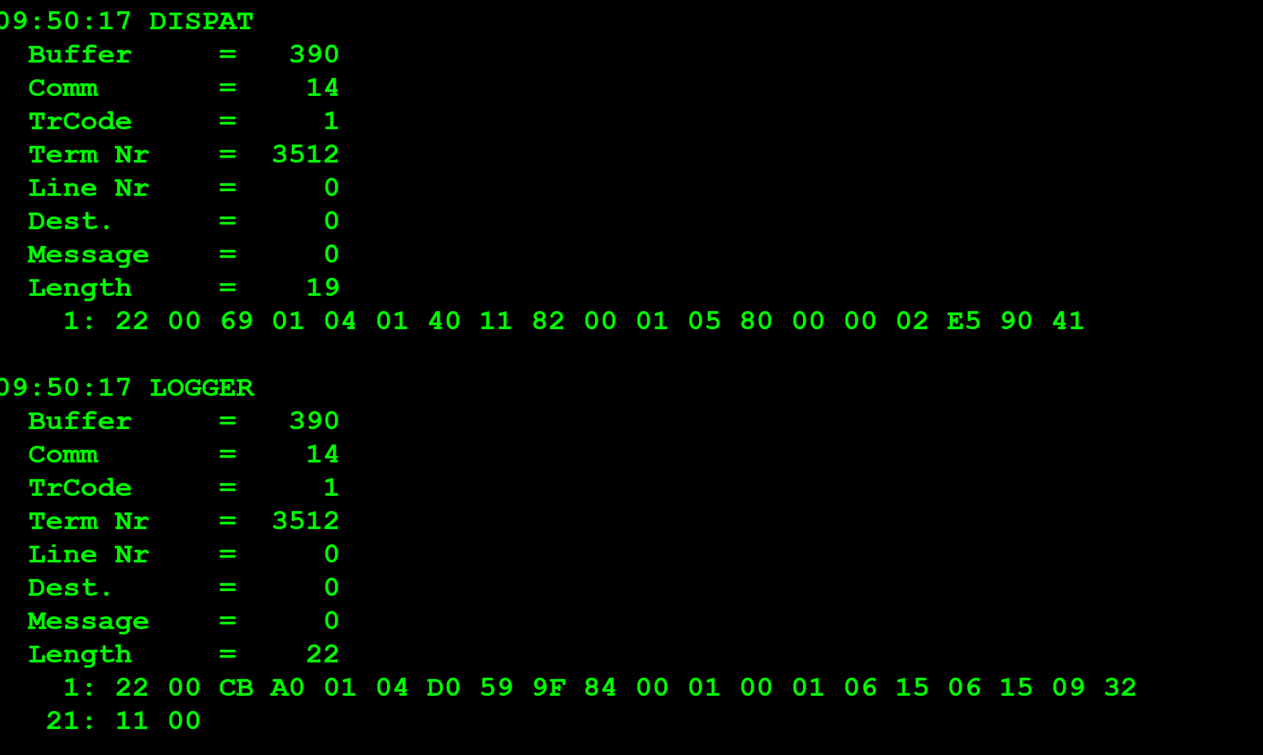 09:50:17 DISPAT
Buffer = 390
Comm = 14
TrCode = 1
Term Nr = 3512
Line Nr = 0
Dest. = 0
Message = 0
Length = 19
1: 22 00 69 01 04 01 40 11 82 00 01 05 80 00 00 02 E5 90 41
09:50:17 LOGGER
Buffer = 390
Comm = 14
TrCode = 1
Term Nr = 3512
Line Nr = 0
Dest. = 0
Message = 0
Length = 22
1: 22 00 CB A0 01 04 D0 59 9F 84 00 01 00 01 06 15 06 15 09 32
21: 11 00